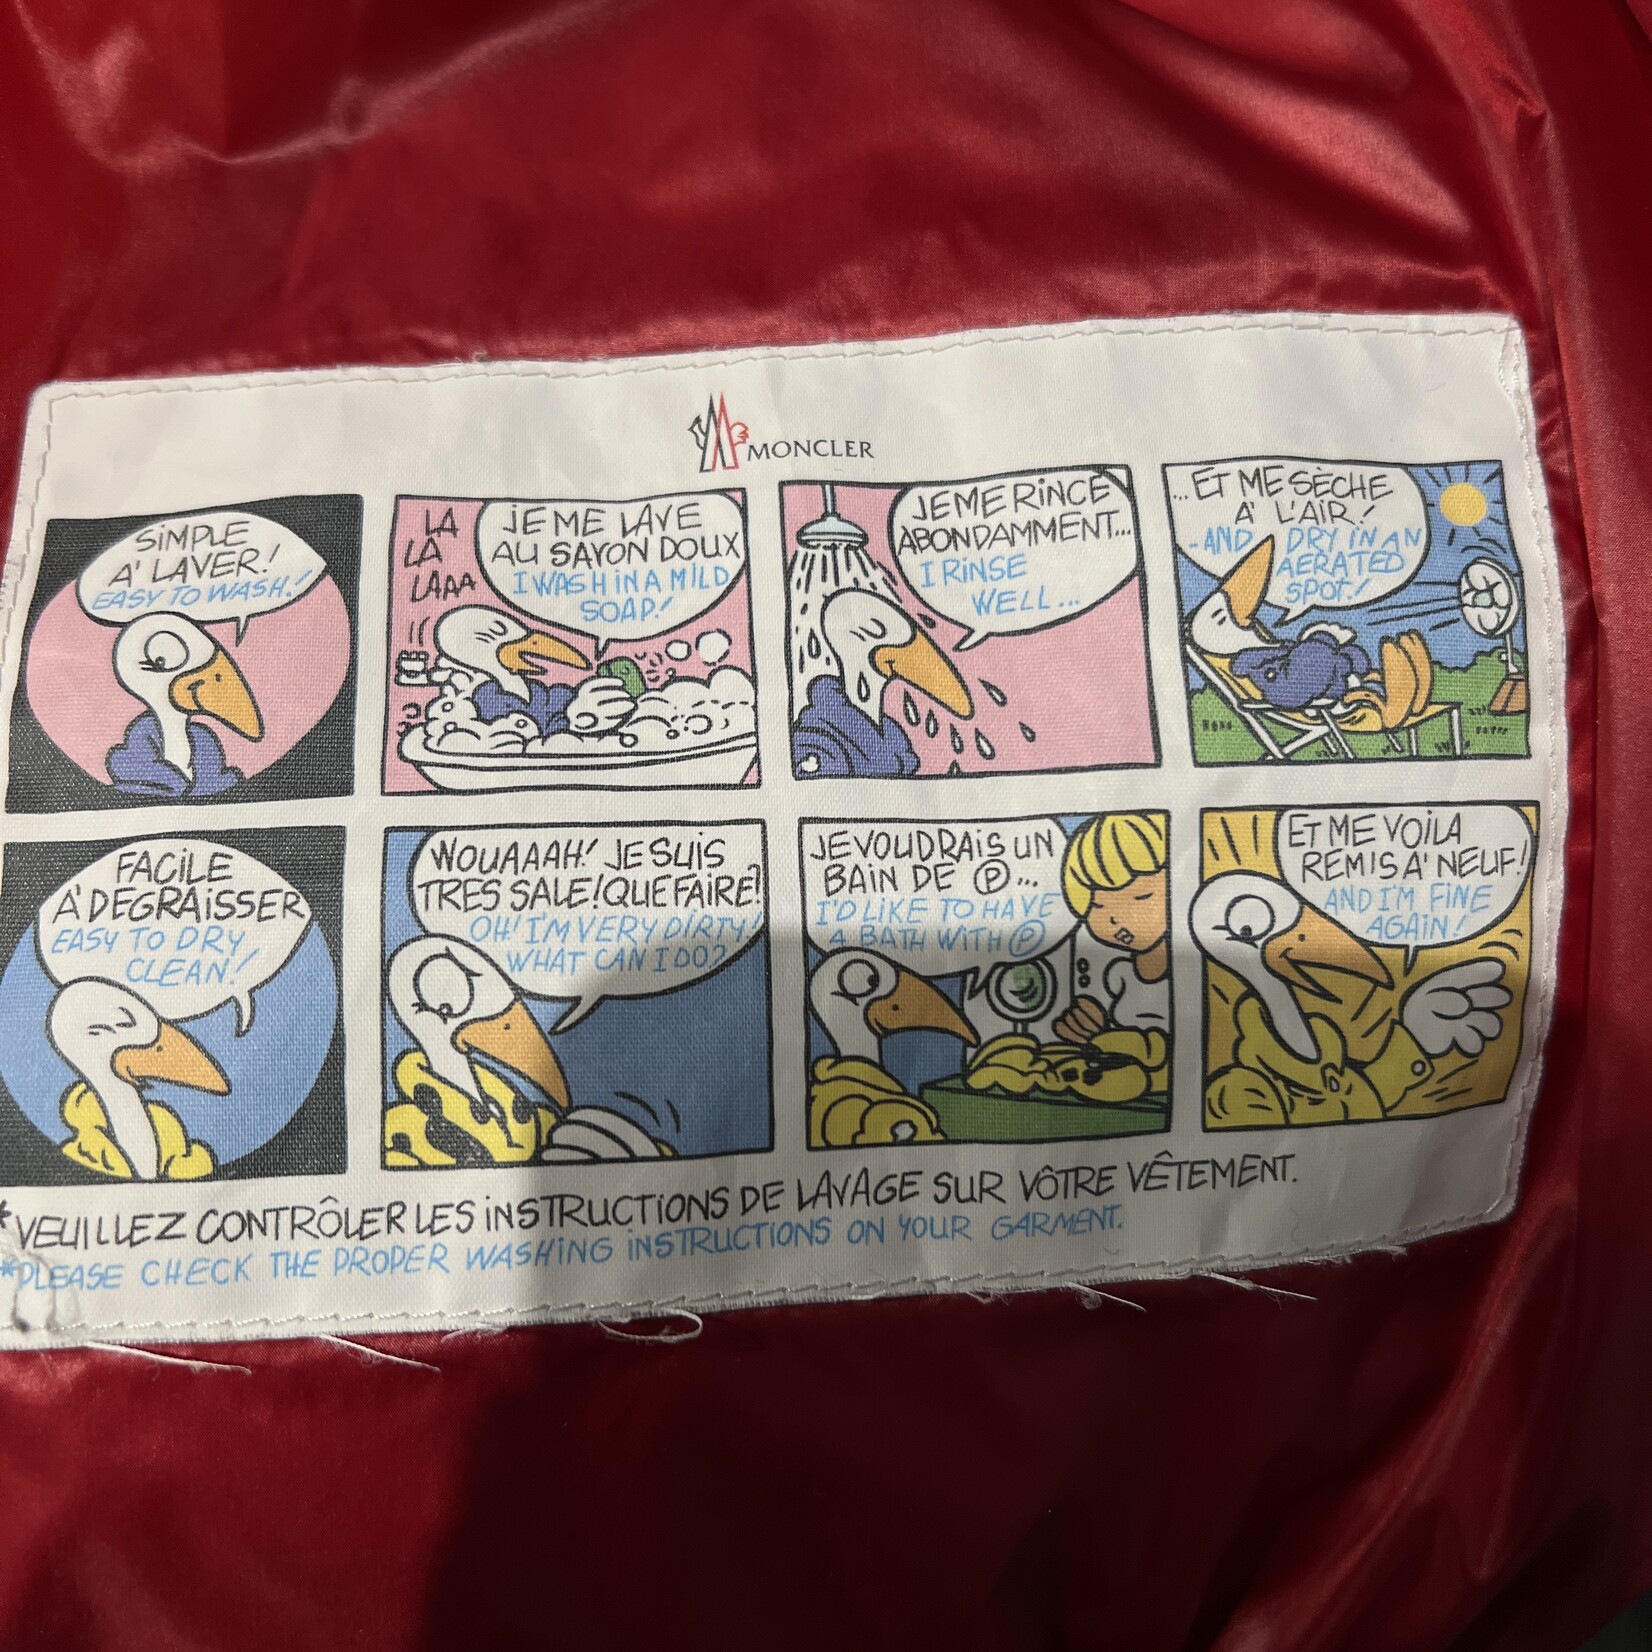 MONCLER
SIMPLE
A' LAVER!
EASY TO WASH!
LA
LA
LAAA
JE ME LAVE
AU SAVON DOUX
I WASH IN A MILD
SOAP!
JE ME RINCE
ABONDAMMENT...
I RINSE
WELL...
...ET ME SÈCHE
A' L'AIR!
-AND DRY IN AN
AERATED
SPOT!
FACILE
A' DEGRAISSER
EASY TO DRY
CLEAN!
WOUAAAH! JE SUIS
TRES SALE! QUE FAIRE?
OH! I'M VERY DIRTY!
WHAT CAN I DO?
JE VOUDRAIS UN
BAIN DE Ⓟ...
I'D LIKE TO HAVE
A BATH WITH Ⓟ
ET ME VOILA
REMIS A' NEUF!
AND I'M FINE
AGAIN!
*VEUILLEZ CONTRÔLER LES INSTRUCTIONS DE LAVAGE SUR VÔTRE VÊTEMENT.
*PLEASE CHECK THE PROPER WASHING INSTRUCTIONS ON YOUR GARMENT.